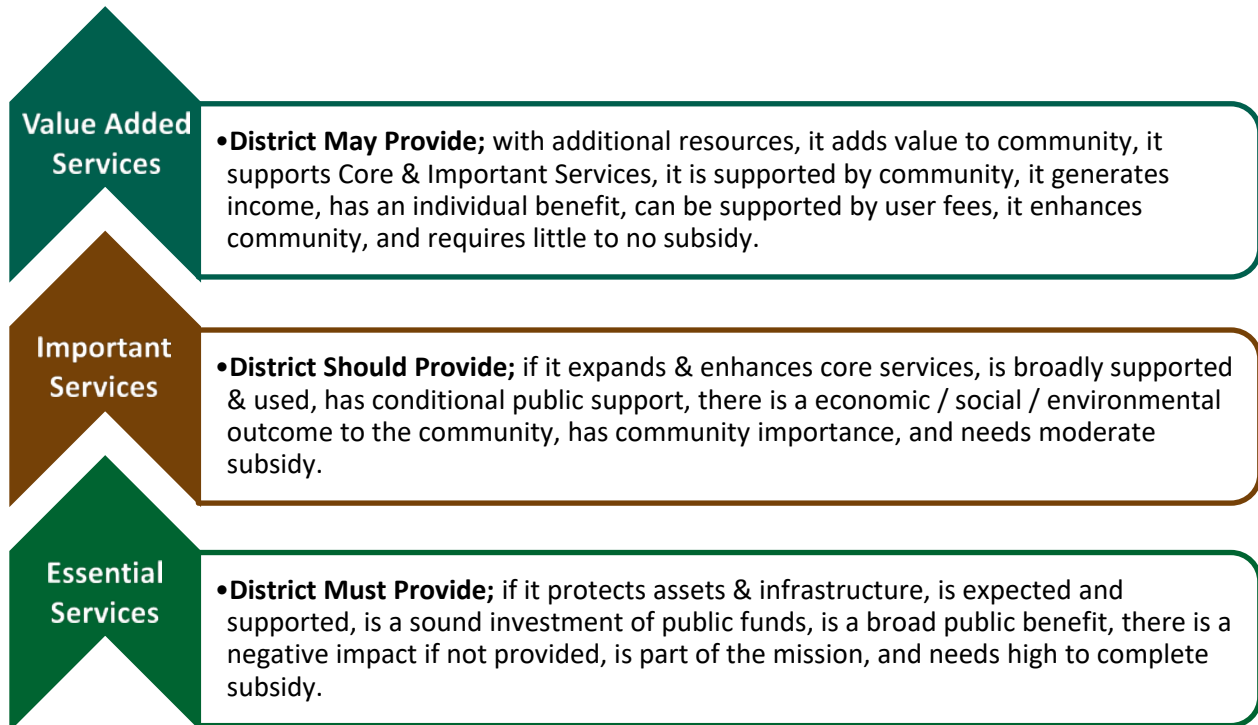 Value Added
Services
•District May Provide; with additional resources, it adds value to community, it
supports Core & Important Services, it is supported by community, it generates
income, has an individual benefit, can be supported by user fees, it enhances
community, and requires little to no subsidy.
Important
Services
•District Should Provide; if it expands & enhances core services, is broadly supported
& used, has conditional public support, there is a economic / social / environmental
outcome to the community, has community importance, and needs moderate
subsidy.
Essential
Services
•District Must Provide; if it protects assets & infrastructure, is expected and
supported, is a sound investment of public funds, is a broad public benefit, there is a
negative impact if not provided, is part of the mission, and needs high to complete
subsidy.